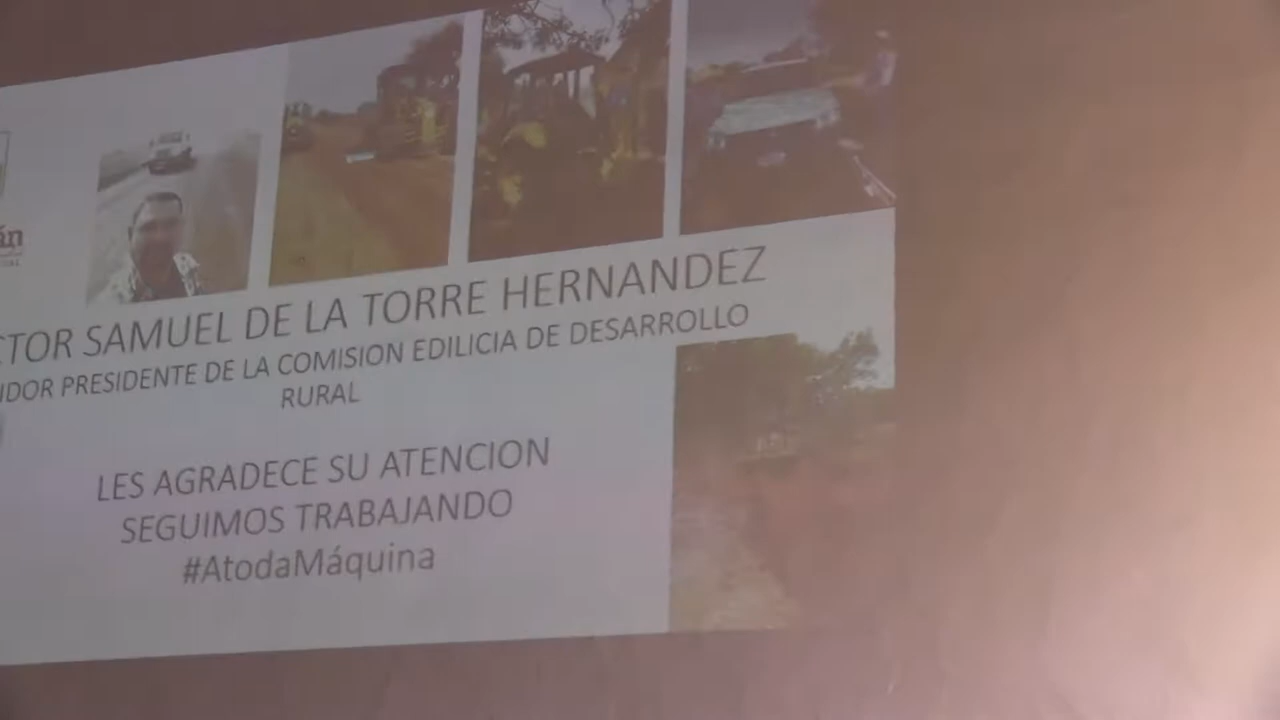 án
CTOR SAMUEL DE LA TORRE HERNANDEZ
IDOR PRESIDENTE DE LA COMISION EDILICIA DE DESARROLLO
RURAL
LES AGRADECE SU ATENCION
SEGUIMOS TRABAJANDO
#AtodaMáquina